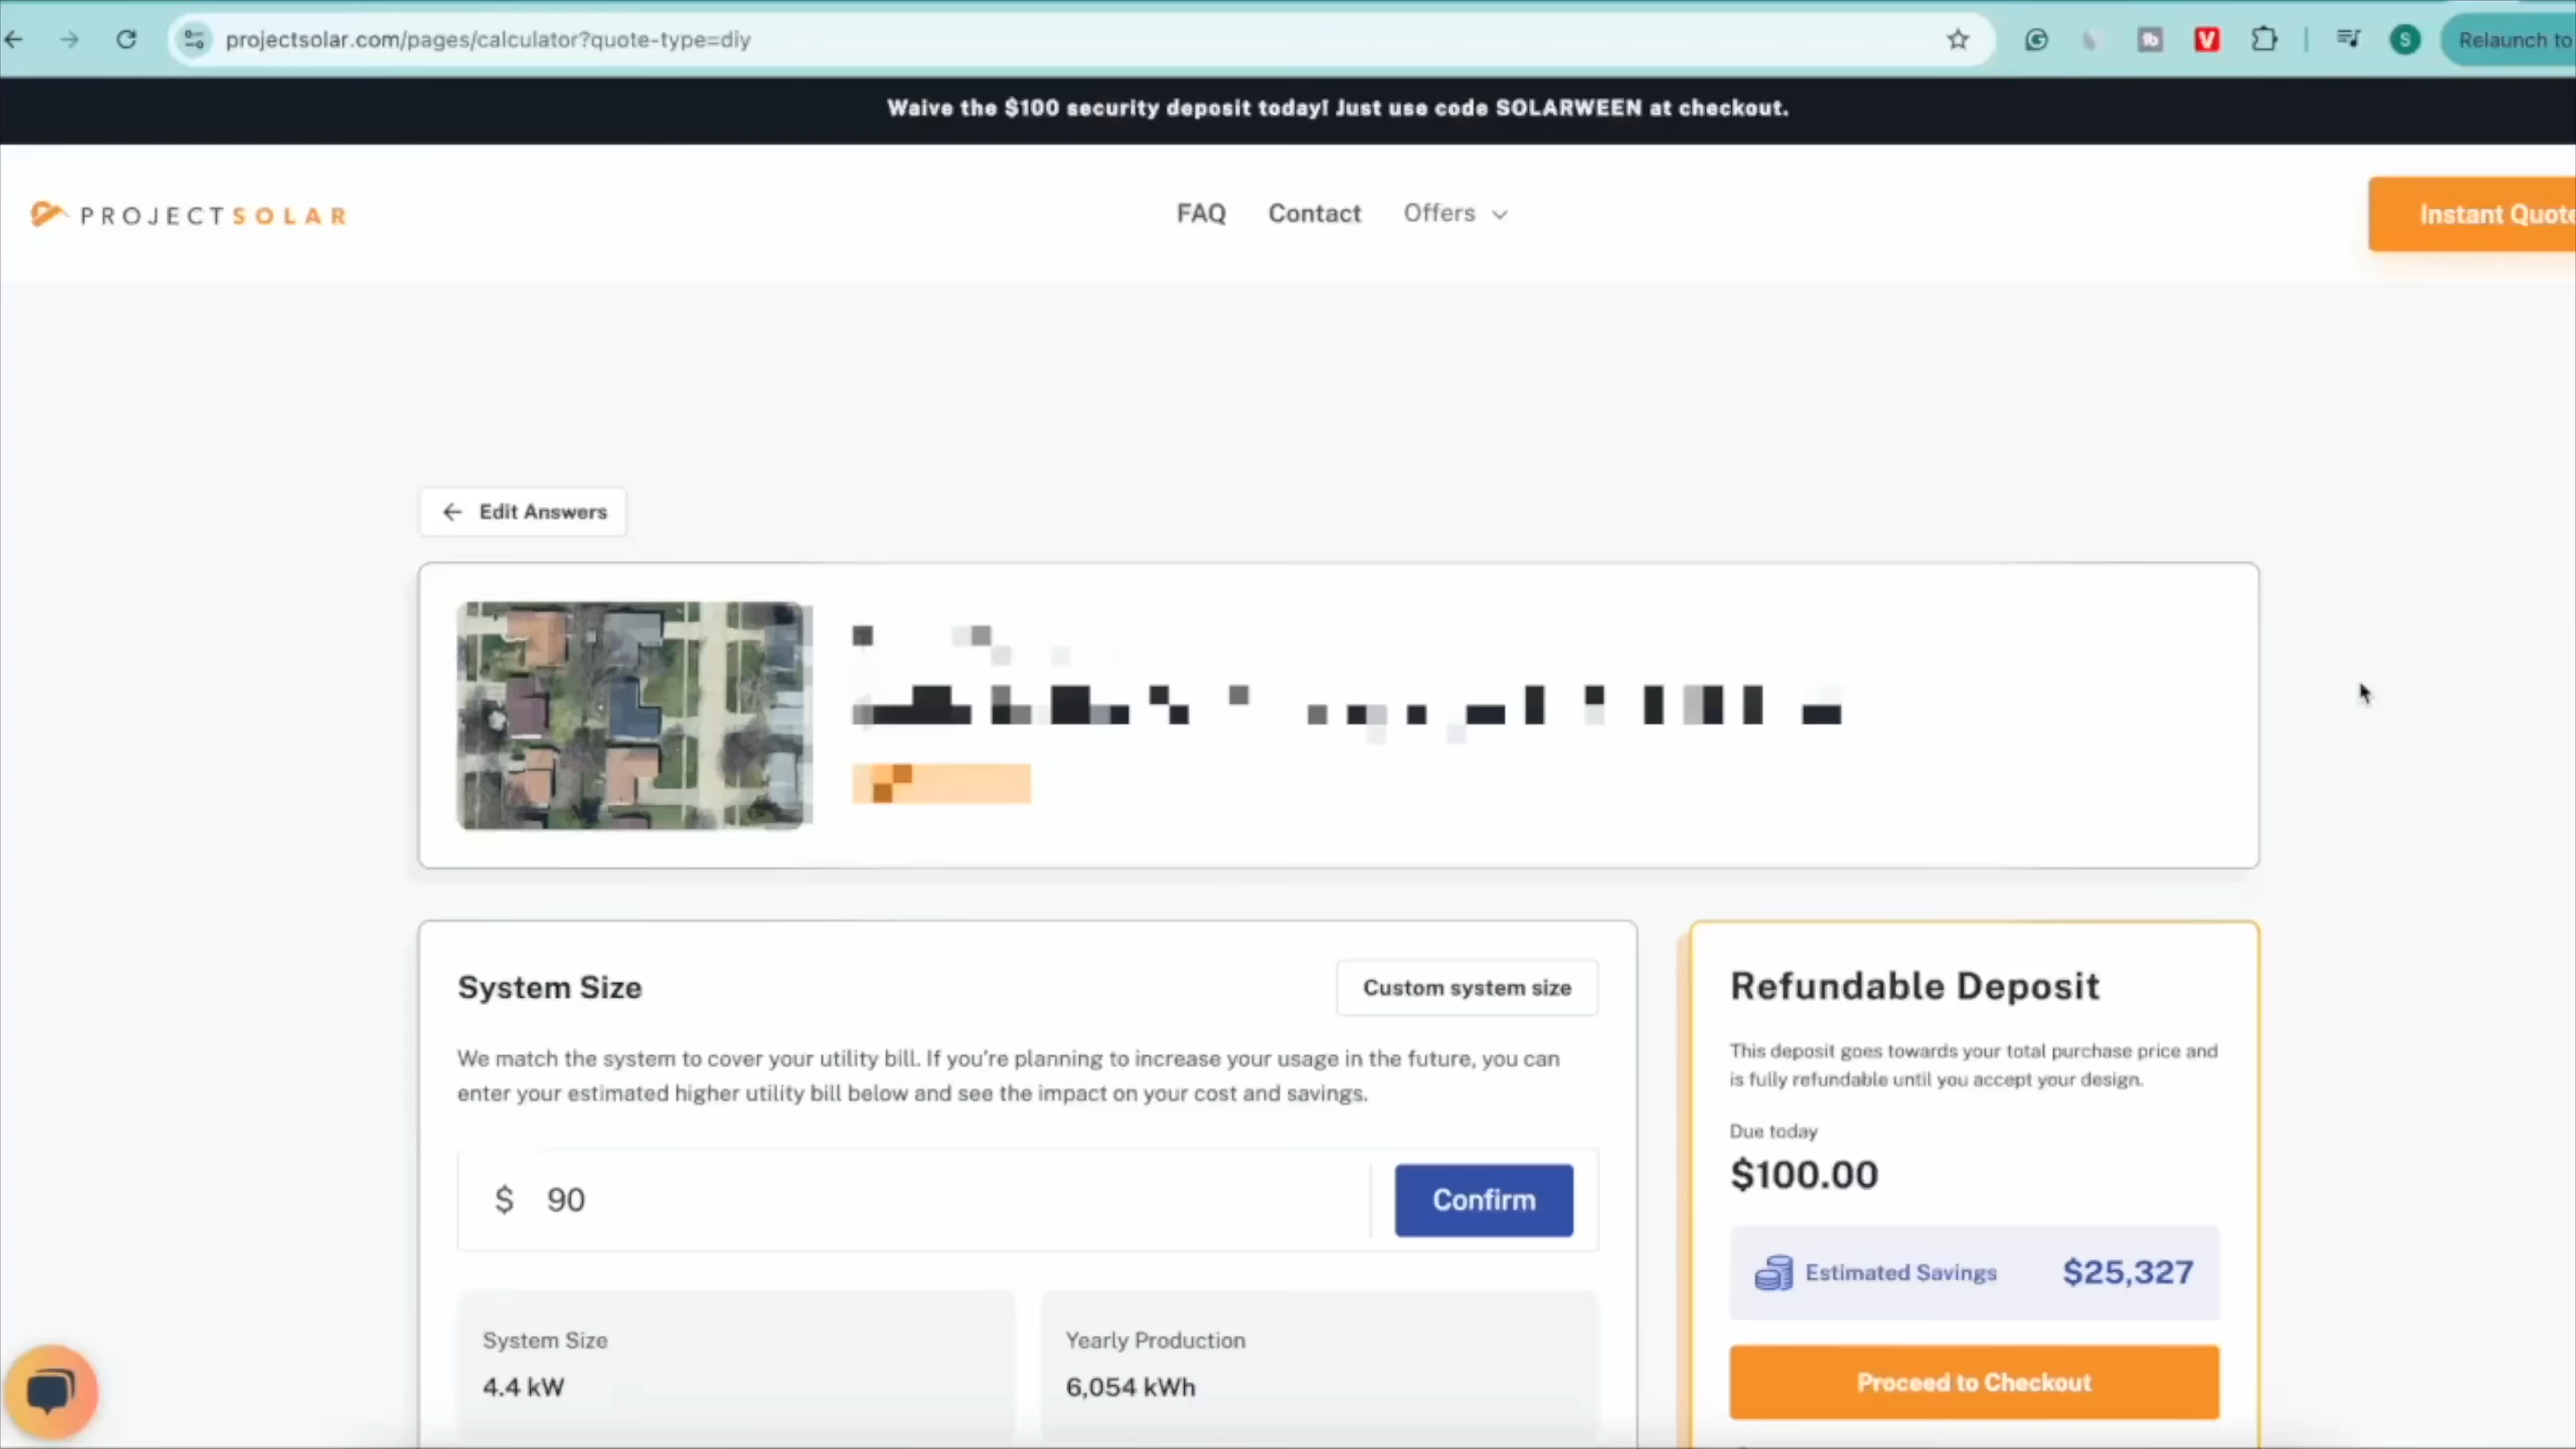 projectsolar.com/pages/calculator?quote-type=diy
S
Relaunch to
Waive the $100 security deposit today! Just use code SOLARWEEN at checkout.
PROJECTSOLAR
FAQ
Contact
Offers
Instant Quote
Edit Answers
System Size
Custom system size
We match the system to cover your utility bill. If you're planning to increase your usage in the future, you can
enter your estimated higher utility bill below and see the impact on your cost and savings.
$ 90
Confirm
System Size
4.4 kW
Yearly Production
6,054 kWh
Refundable Deposit
This deposit goes towards your total purchase price and
is fully refundable until you accept your design.
Due today
$100.00
Estimated Savings
$25,327
Proceed to Checkout